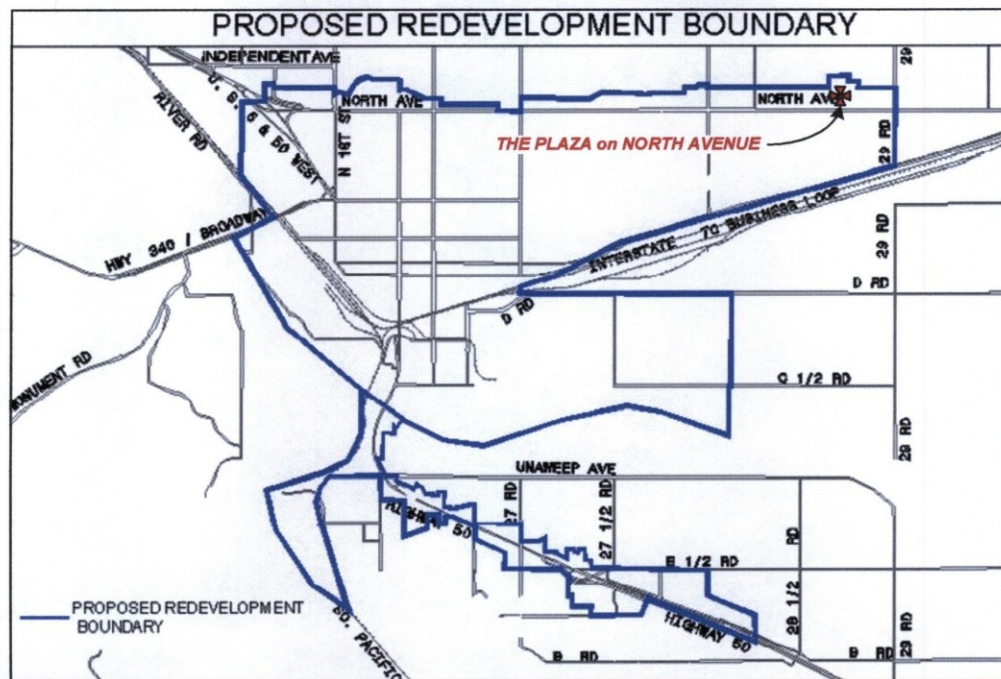 PROPOSED REDEVELOPMENT BOUNDARY
INDEPENDENT AVE
29
U. S. 6 & 50 WEST
RIVER RD
NORTH AVE
NORTH AVE
N 1ST ST
THE PLAZA on NORTH AVENUE
29 RD
HWY 340 / BROADWAY
INTERSTATE 70 BUSINESS LOOP
29 RD
D RD
D RD
MONUMENT RD
C 1/2 RD
29 RD
UNAWEEP AVE
HIGHWAY 50
27 RD
27 1/2 RD
B 1/2 RD
28 1/2 RD
PROPOSED REDEVELOPMENT
BOUNDARY
SO. PACIFIC
HIGHWAY 50
B RD
B RD
29 RD